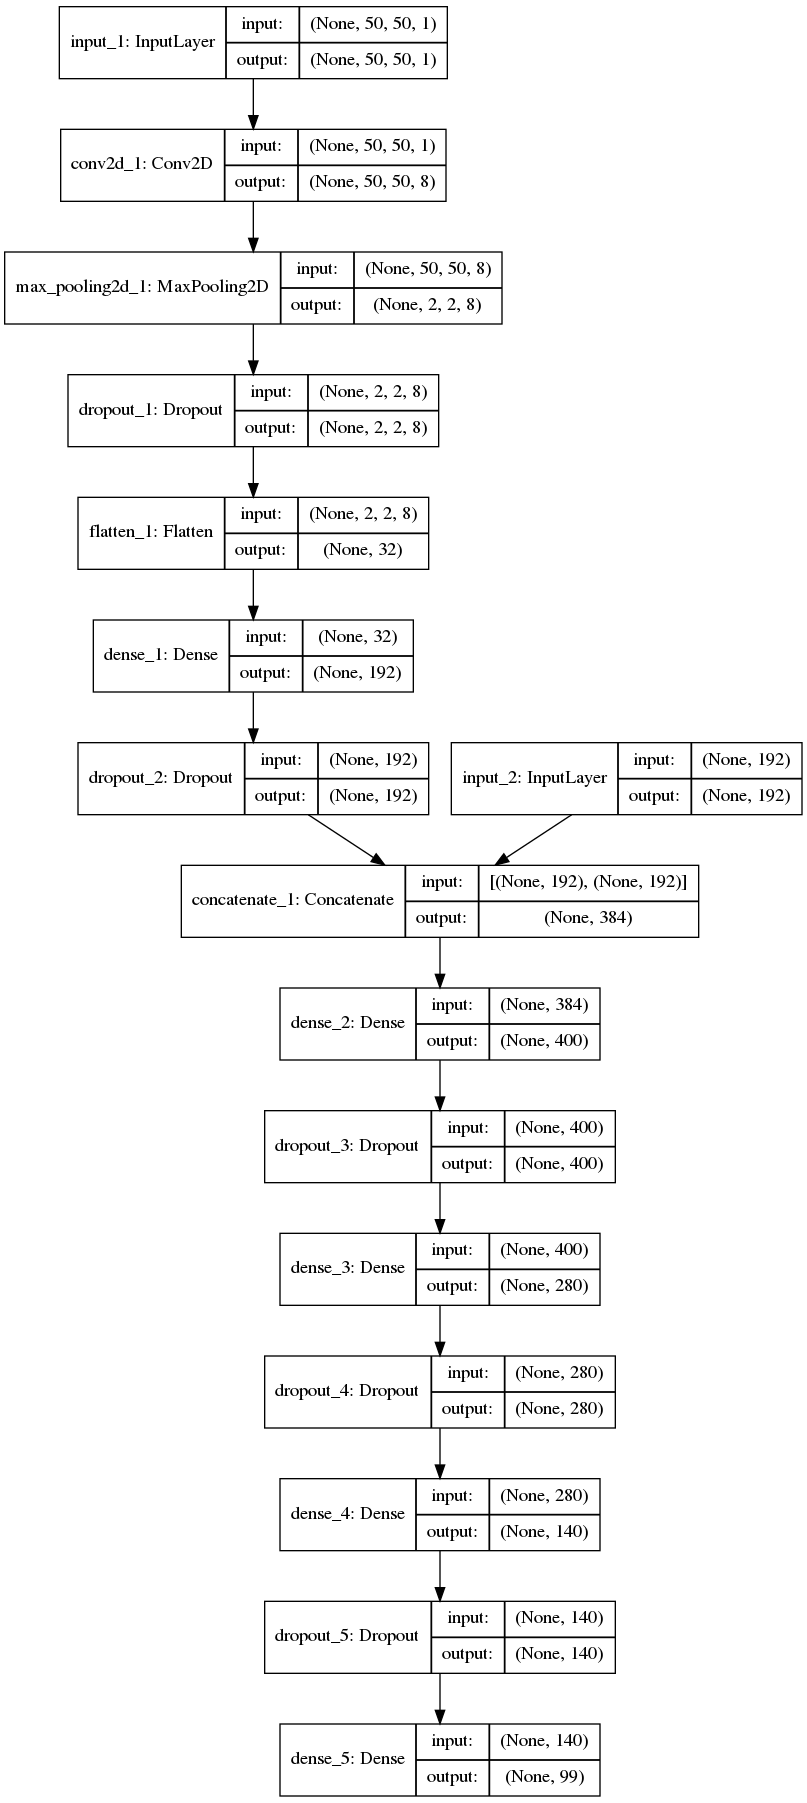 input_1: InputLayer
input: (None, 50, 50, 1)
output: (None, 50, 50, 1)
conv2d_1: Conv2D
input: (None, 50, 50, 1)
output: (None, 50, 50, 8)
max_pooling2d_1: MaxPooling2D
input: (None, 50, 50, 8)
output: (None, 2, 2, 8)
dropout_1: Dropout
input: (None, 2, 2, 8)
output: (None, 2, 2, 8)
flatten_1: Flatten
input: (None, 2, 2, 8)
output: (None, 32)
dense_1: Dense
input: (None, 32)
output: (None, 192)
dropout_2: Dropout
input: (None, 192)
output: (None, 192)
input_2: InputLayer
input: (None, 192)
output: (None, 192)
concatenate_1: Concatenate
input: [(None, 192), (None, 192)]
output: (None, 384)
dense_2: Dense
input: (None, 384)
output: (None, 400)
dropout_3: Dropout
input: (None, 400)
output: (None, 400)
dense_3: Dense
input: (None, 400)
output: (None, 280)
dropout_4: Dropout
input: (None, 280)
output: (None, 280)
dense_4: Dense
input: (None, 280)
output: (None, 140)
dropout_5: Dropout
input: (None, 140)
output: (None, 140)
dense_5: Dense
input: (None, 140)
output: (None, 99)